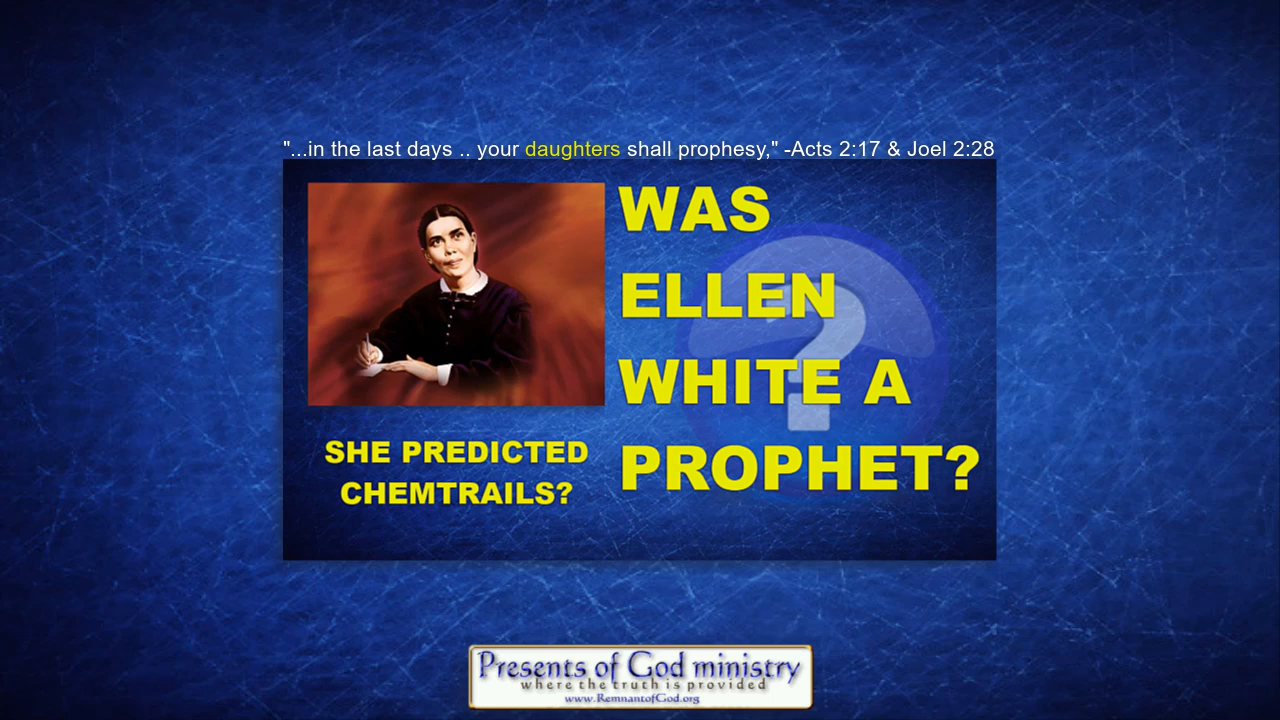 "...in the last days .. your daughters shall prophesy," -Acts 2:17 & Joel 2:28
WAS
ELLEN
WHITE A
PROPHET?
SHE PREDICTED
CHEMTRAILS?
Presents of God ministry
where the truth is provided
www.RemnantofGod.org